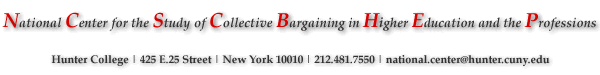 National Center for the Study of Collective Bargaining in Higher Education and the Professions
Hunter College | 425 E.25 Street | New York 10010 | 212.481.7550 | national.center@hunter.cuny.edu